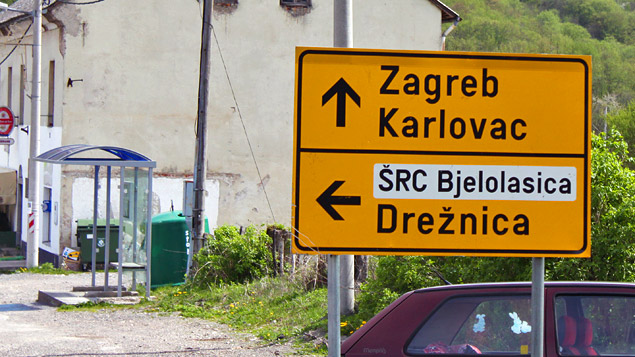 Zagreb
Karlovac
ŠRC Bjelolasica
Drežnica